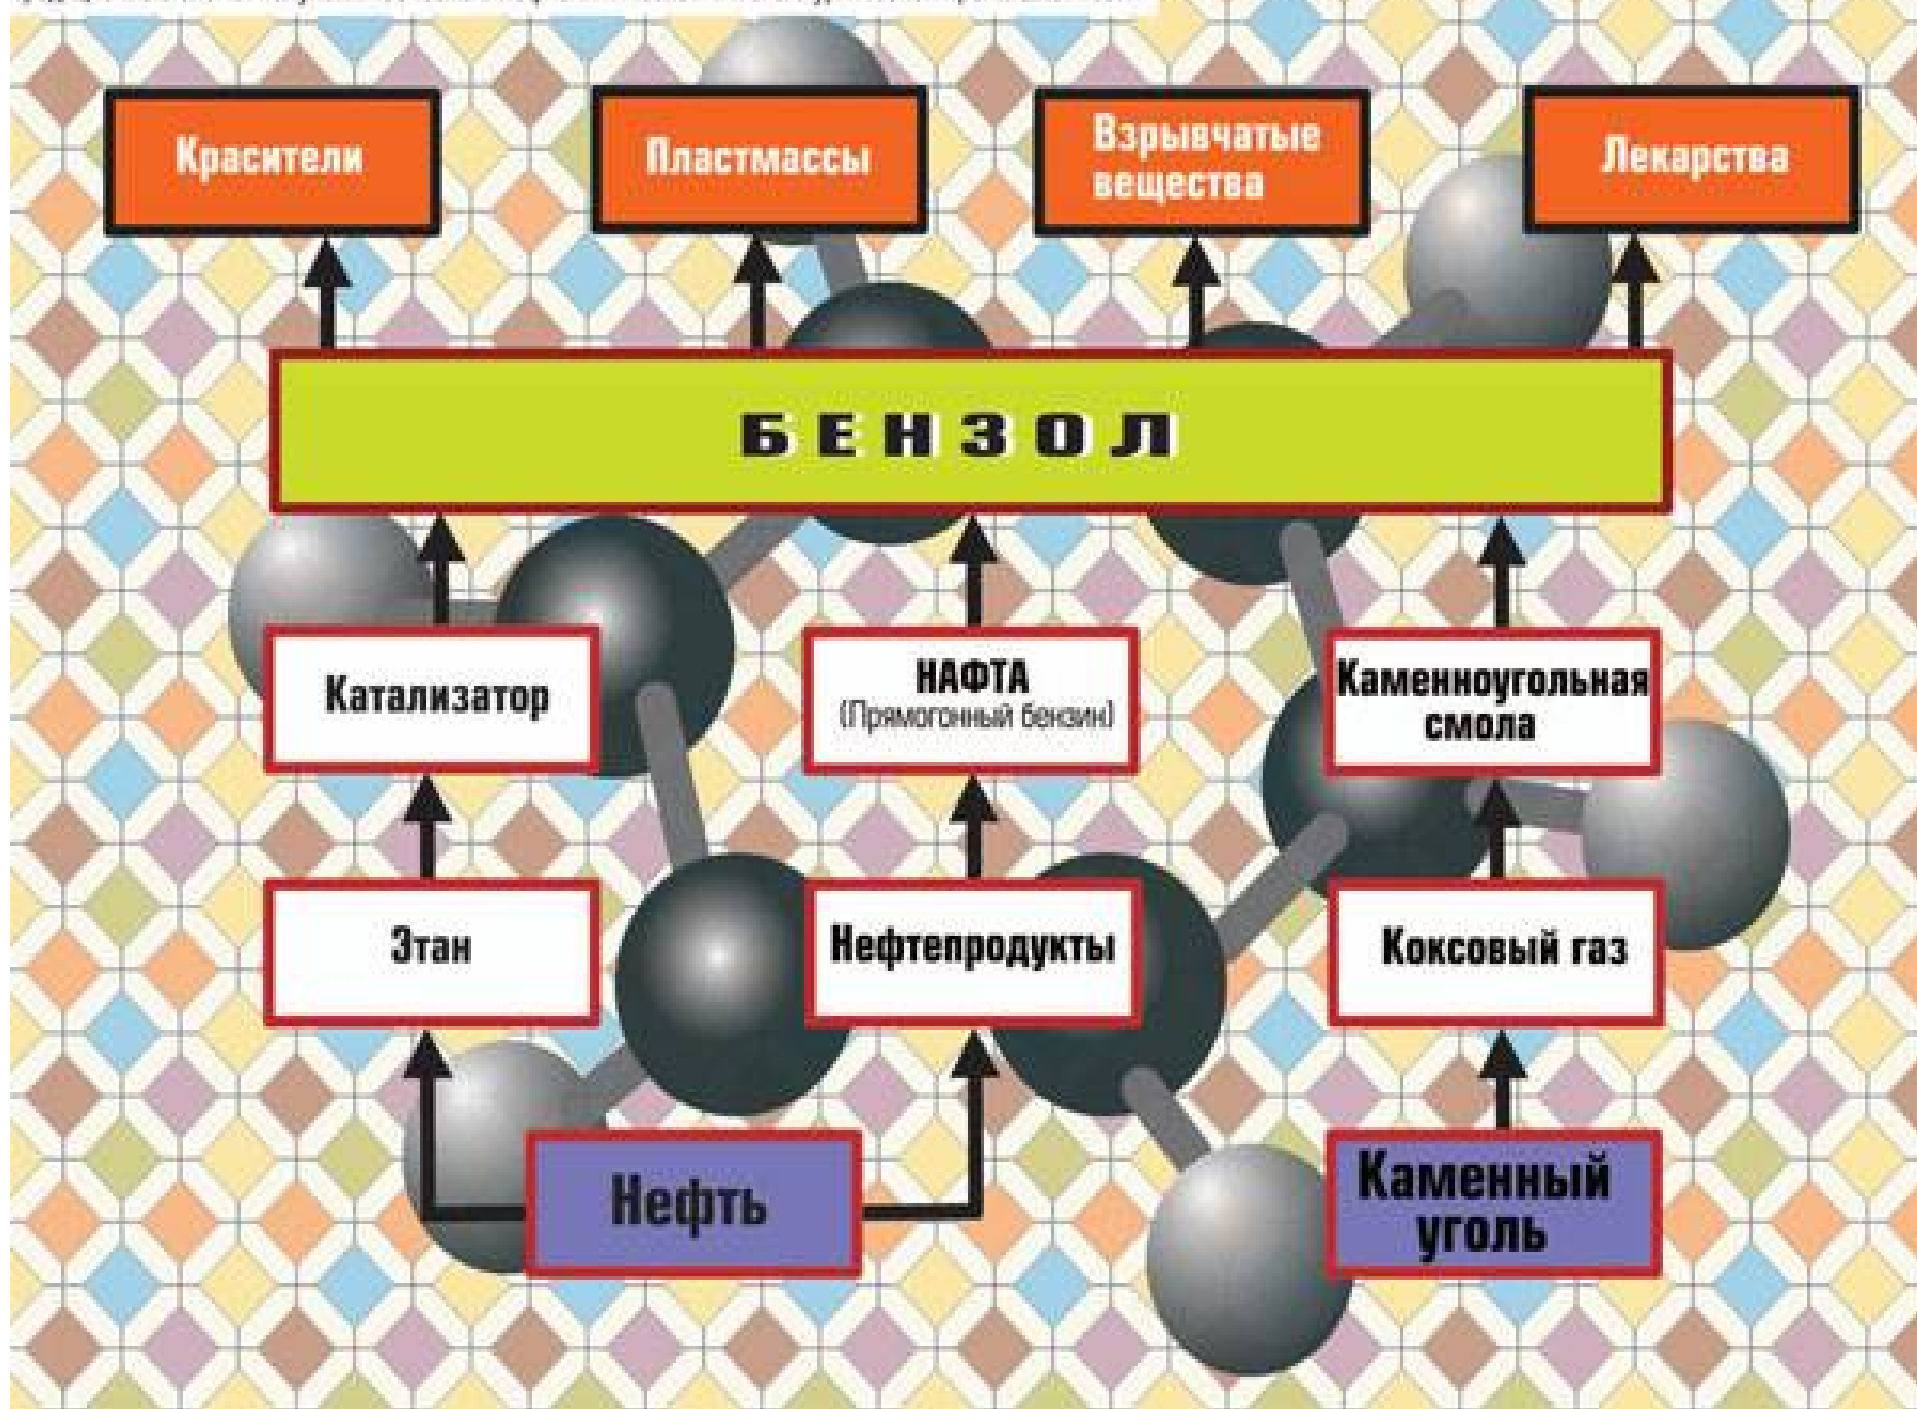 Красители
Пластмассы
Взрывчатые
вещества
Лекарства
БЕНЗОЛ
Катализатор
НАФТА
(Прямогонный бензин)
Каменноугольная
смола
Этан
Нефтепродукты
Коксовый газ
Нефть
Каменный
уголь